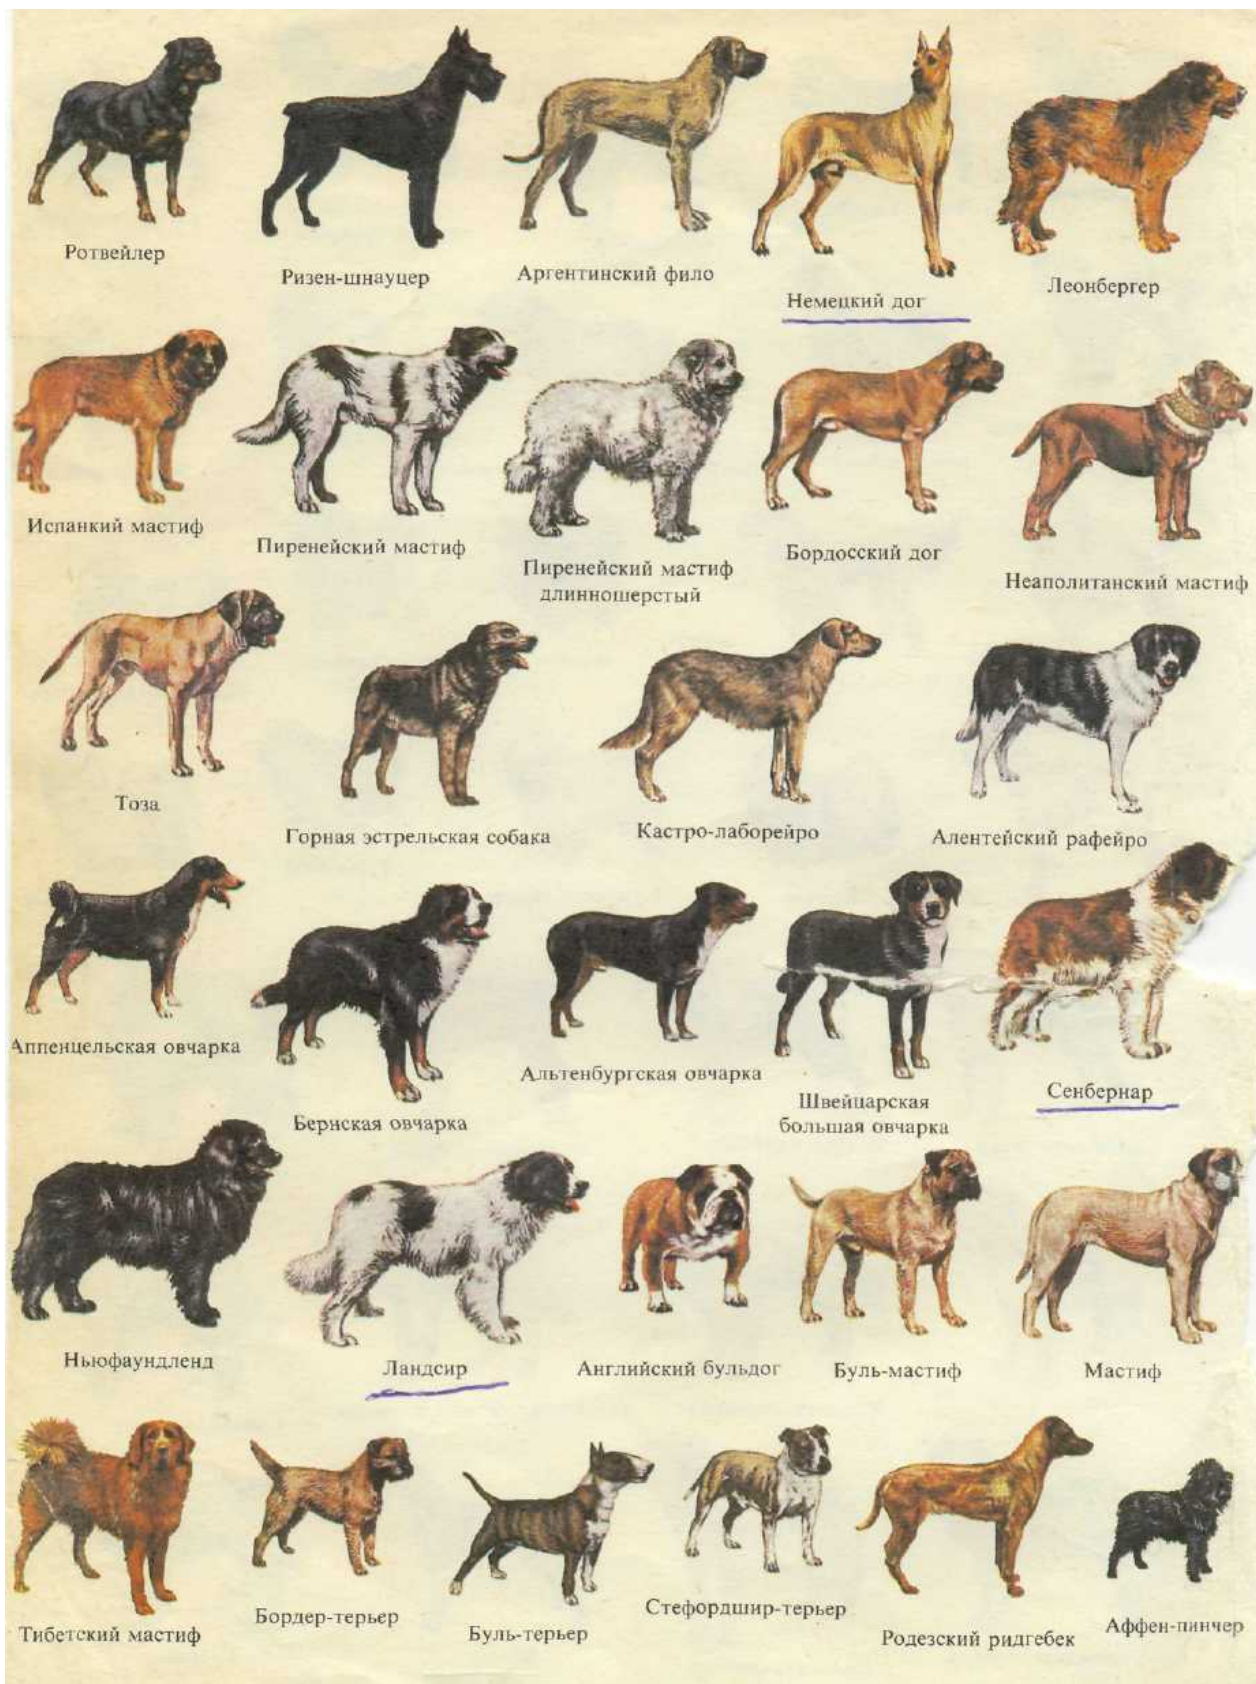 Ротвейлер
Ризен-шнауцер
Аргентинский фило
Немецкий дог
Леонбергер
Испанкий мастиф
Пиренейский мастиф
Пиренейский мастиф
длинношерстый
Бордосский дог
Неаполитанский мастиф
Тоза
Горная эстрельская собака
Кастро-лаборейро
Алентейский рафейро
Аппенцельская овчарка
Бернская овчарка
Альтенбургская овчарка
Швейцарская
большая овчарка
Сенбернар
Ньюфаундленд
Ландсир
Английский бульдог
Буль-мастиф
Мастиф
Тибетский мастиф
Бордер-терьер
Буль-терьер
Стефордшир-терьер
Родезский ридгебек
Аффен-пинчер